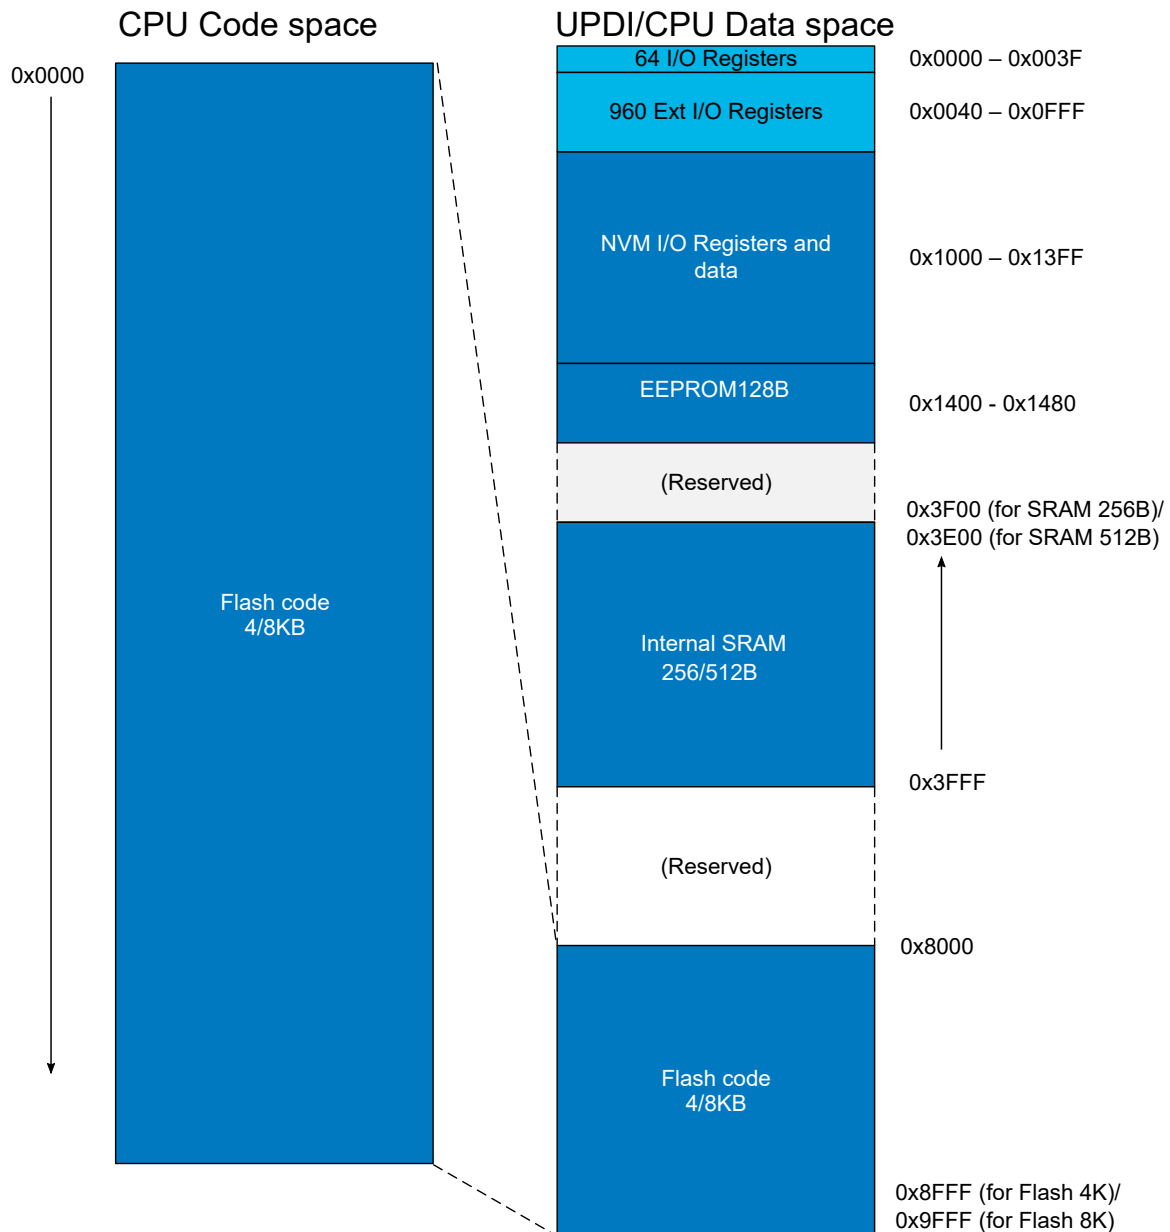 CPU Code space
UPDI/CPU Data space
0x0000
64 I/O Registers
0x0000 – 0x003F
960 Ext I/O Registers
0x0040 – 0x0FFF
NVM I/O Registers and
data
0x1000 – 0x13FF
EEPROM128B
0x1400 - 0x1480
(Reserved)
0x3F00 (for SRAM 256B)/
0x3E00 (for SRAM 512B)
Flash code
4/8KB
Internal SRAM
256/512B
0x3FFF
(Reserved)
0x8000
Flash code
4/8KB
0x8FFF (for Flash 4K)/
0x9FFF (for Flash 8K)